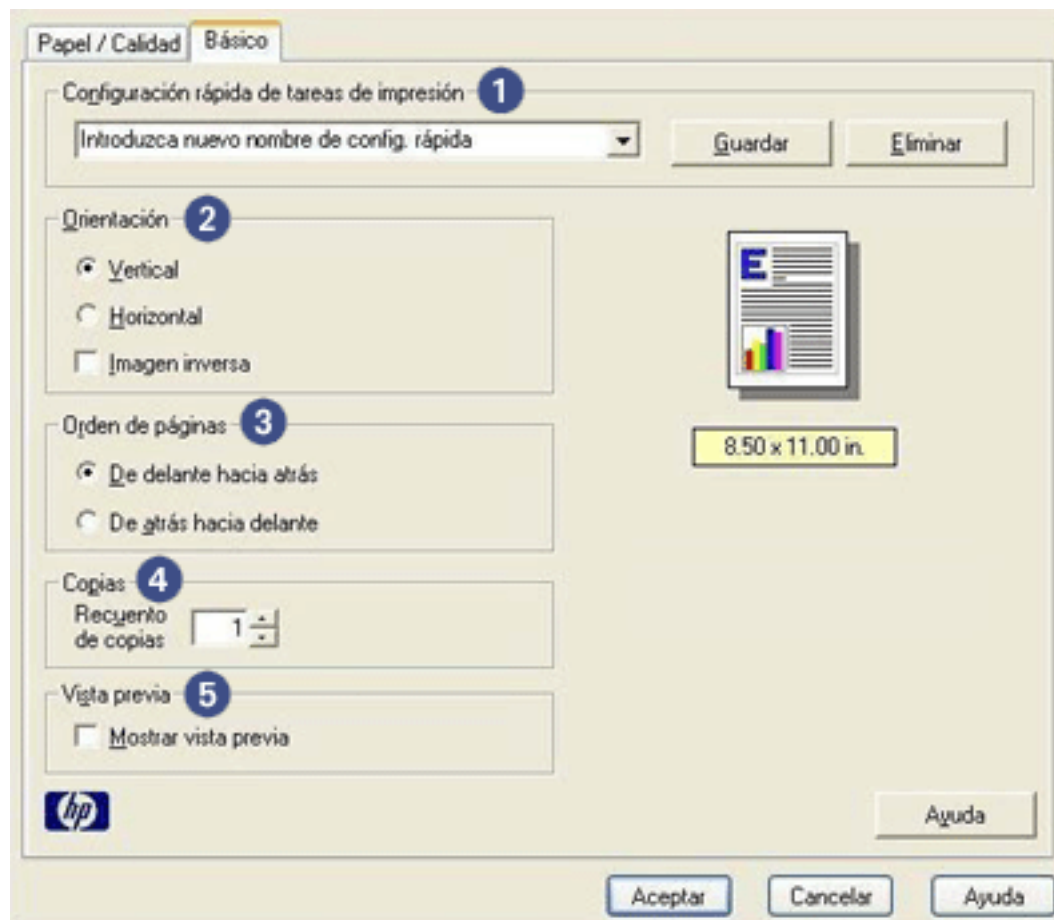 Papel / Calidad Básico
Configuración rápida de tareas de impresión 1
Introduzca nuevo nombre de config. rápida Guardar Eliminar
Orientación 2
Vertical
Horizontal
Imagen inversa
E
8.50 x 11.00 in.
Orden de páginas 3
De delante hacia atrás
De atrás hacia delante
Copias 4
Recuento
de copias
1
Vista previa 5
Mostrar vista previa
hp
Ayuda
Aceptar Cancelar Ayuda